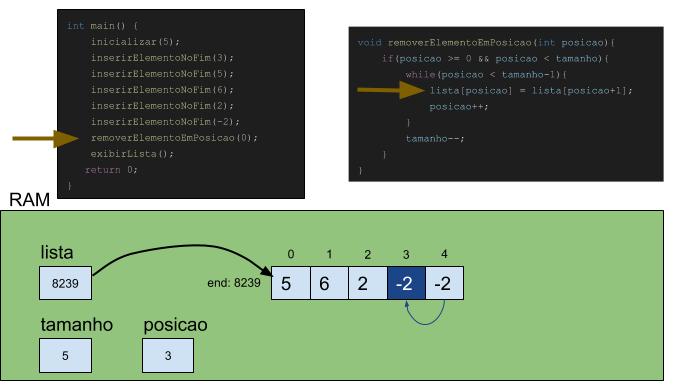 int main() {
inicializar(5);
inserirElementoNoFim(3);
inserirElementoNoFim(5);
inserirElementoNoFim(6);
inserirElementoNoFim(2);
inserirElementoNoFim(-2);
removerElementoEmPosicao(0);
exibirLista();
return 0;
}
void removerElementoEmPosicao(int posicao){
if(posicao >= 0 && posicao < tamanho){
while(posicao < tamanho-1){
lista[posicao] = lista[posicao+1];
posicao++;
}
tamanho--;
}
}
RAM
lista
8239
end: 8239
0 1 2 3 4
5 6 2 -2 -2
tamanho posicao
5 3